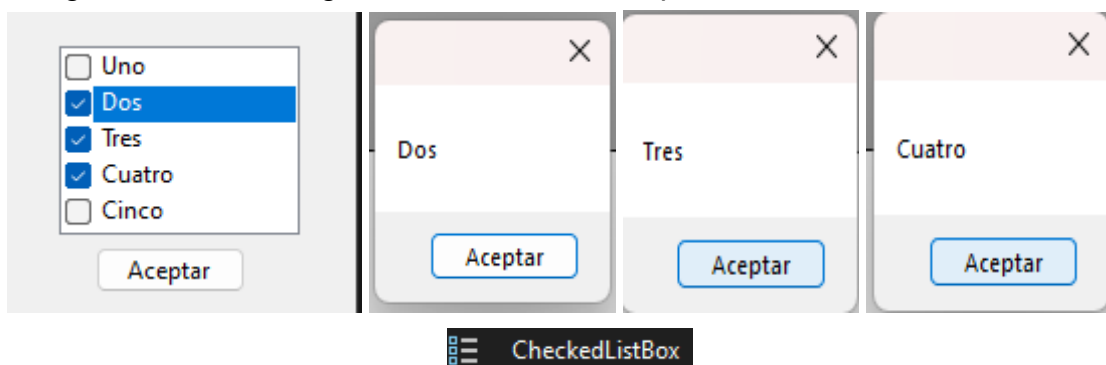 Uno
Dos
Tres
Cuatro
Cinco
Aceptar
Dos
Aceptar
Tres
Aceptar
Cuatro
Aceptar
CheckedListBox